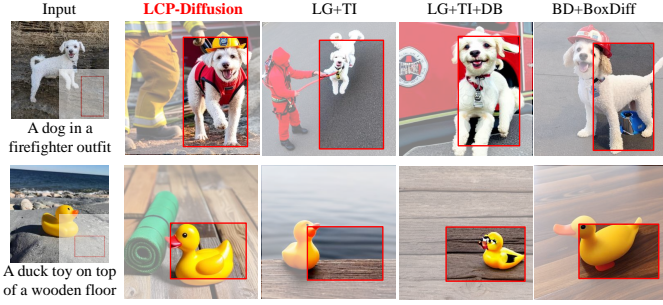 Input LCP-Diffusion LG+TI LG+TI+DB BD+BoxDiff
A dog in a
firefighter outfit
A duck toy on top
of a wooden floor